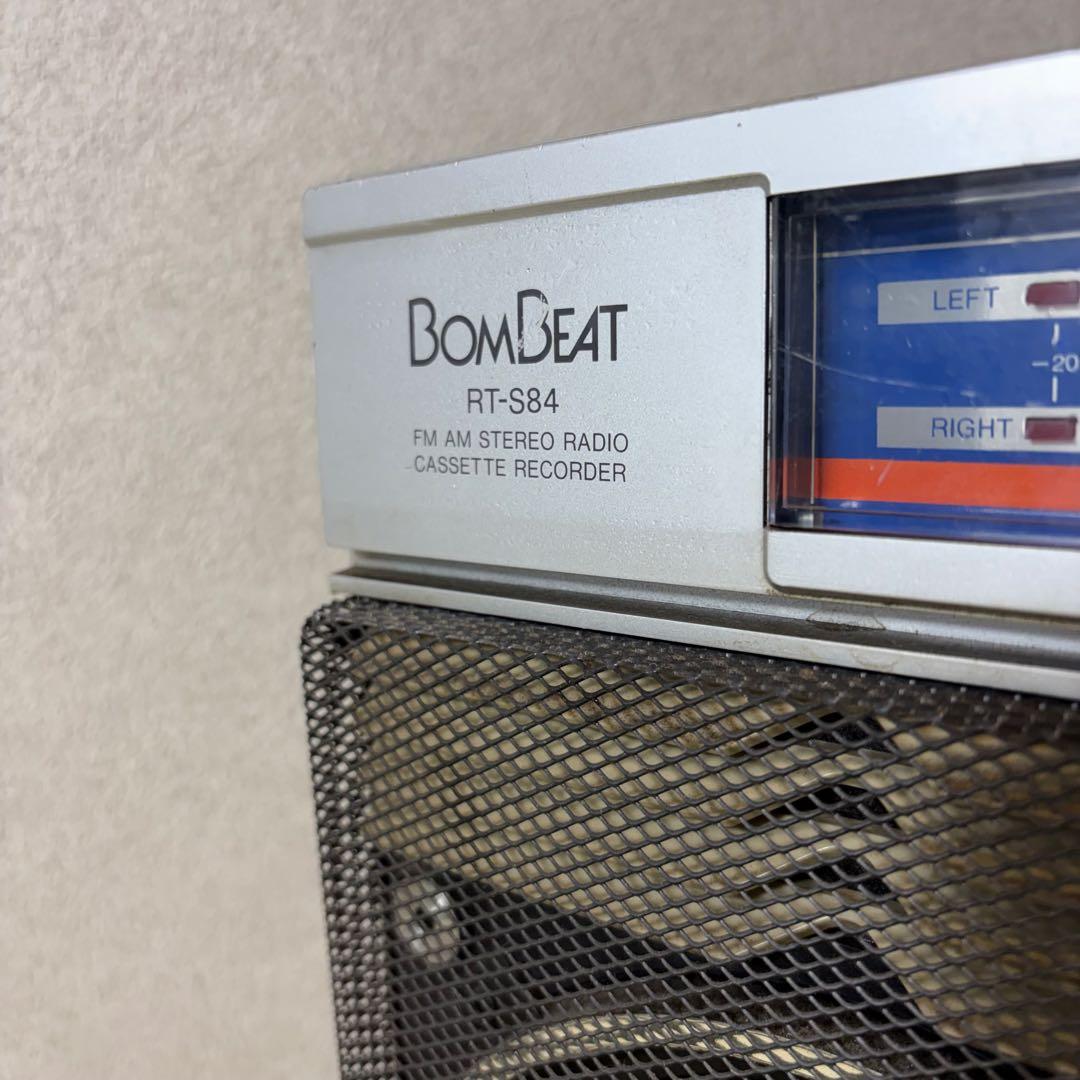 BOMBEAT
RT-S84
FM AM STEREO RADIO
CASSETTE RECORDER
LEFT
-20
RIGHT